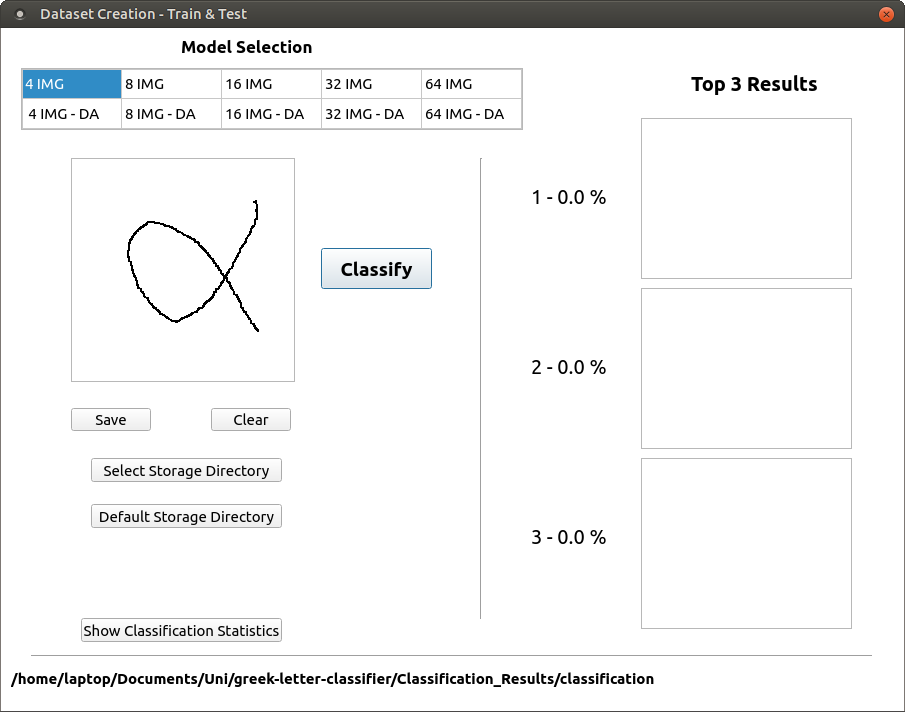 Dataset Creation - Train & Test
Model Selection
4 IMG 8 IMG 16 IMG 32 IMG 64 IMG
4 IMG - DA 8 IMG - DA 16 IMG - DA 32 IMG - DA 64 IMG - DA
Top 3 Results
α
Classify
1 - 0.0 %
2 - 0.0 %
3 - 0.0 %
Save Clear
Select Storage Directory
Default Storage Directory
Show Classification Statistics
/home/laptop/Documents/Uni/greek-letter-classifier/Classification_Results/classification